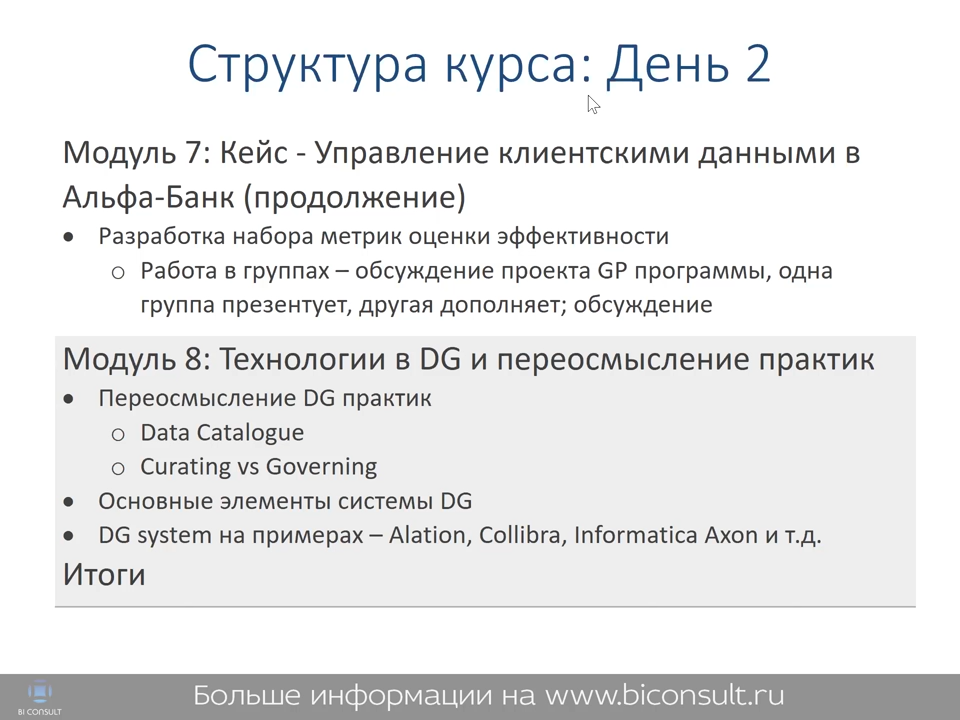 Структура курса: День 2
Модуль 7: Кейс - Управление клиентскими данными в
Альфа-Банк (продолжение)
• Разработка набора метрик оценки эффективности
o Работа в группах – обсуждение проекта GP программы, одна
группа презентует, другая дополняет; обсуждение
Модуль 8: Технологии в DG и переосмысление практик
• Переосмысление DG практик
o Data Catalogue
o Curating vs Governing
• Основные элементы системы DG
• DG system на примерах – Alation, Collibra, Informatica Axon и т.д.
Итоги
BI CONSULT
Больше информации на www.biconsult.ru